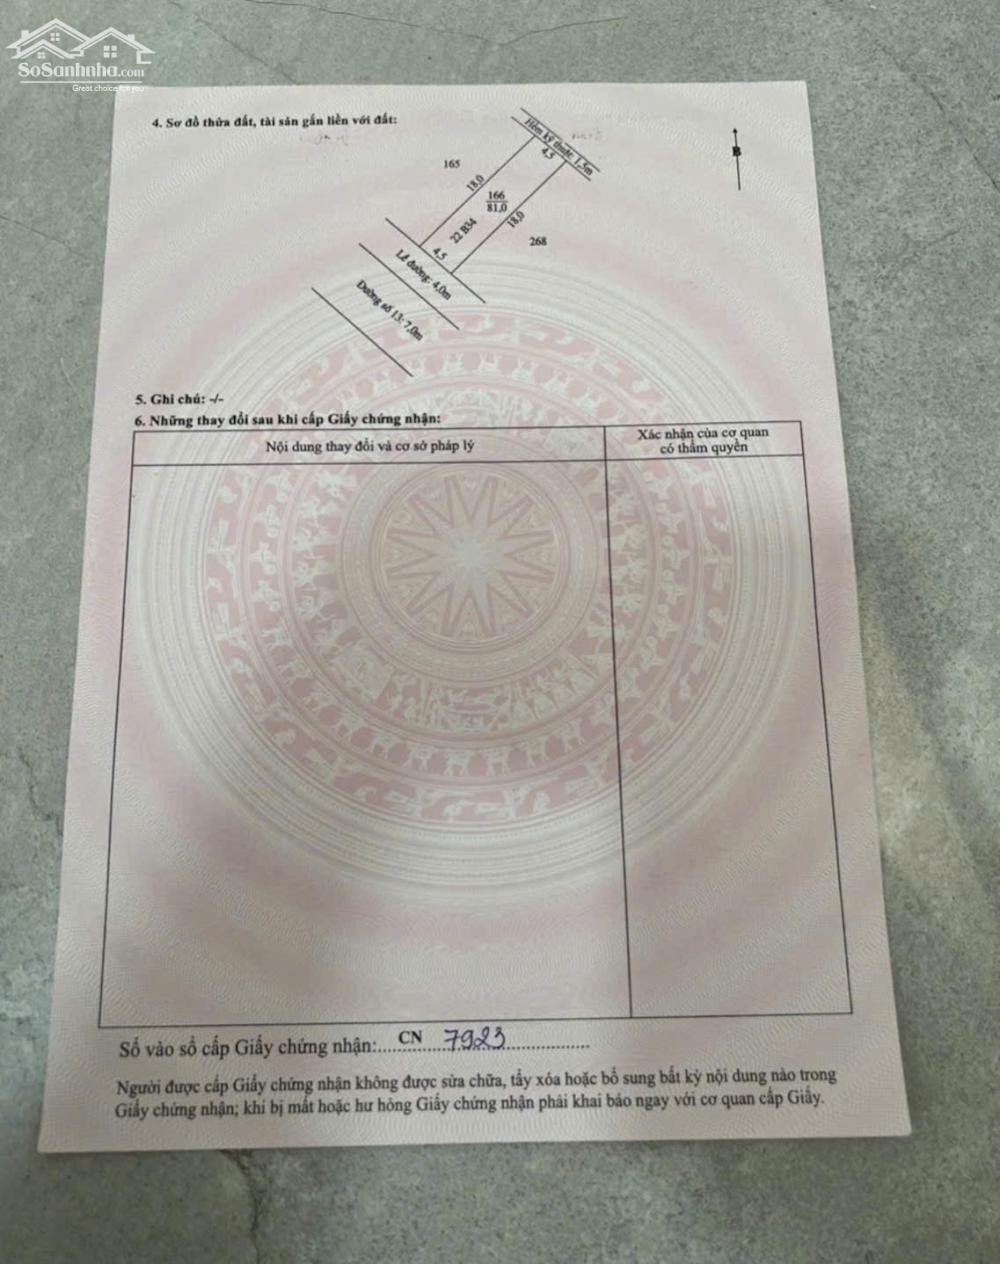 SoSanhnha.com
Great choice for you
4. Sơ đồ thửa đất, tài sản gắn liền với đất:
Hẻm kỹ thuật: 1,5m
4,5
165
18,0
166
81,0
22 B34
18,0
268
4,5
Lề đường: 4,0m
Đường số 13: 7,0m
B
5. Ghi chú: -/-
6. Những thay đổi sau khi cấp Giấy chứng nhận:
Nội dung thay đổi và cơ sở pháp lý
Xác nhận của cơ quan
có thẩm quyền
Số vào sổ cấp Giấy chứng nhận:.... CN 7923 ....................
Người được cấp Giấy chứng nhận không được sửa chữa, tẩy xóa hoặc bổ sung bất kỳ nội dung nào trong
Giấy chứng nhận; khi bị mất hoặc hư hỏng Giấy chứng nhận phải khai báo ngay với cơ quan cấp Giấy.